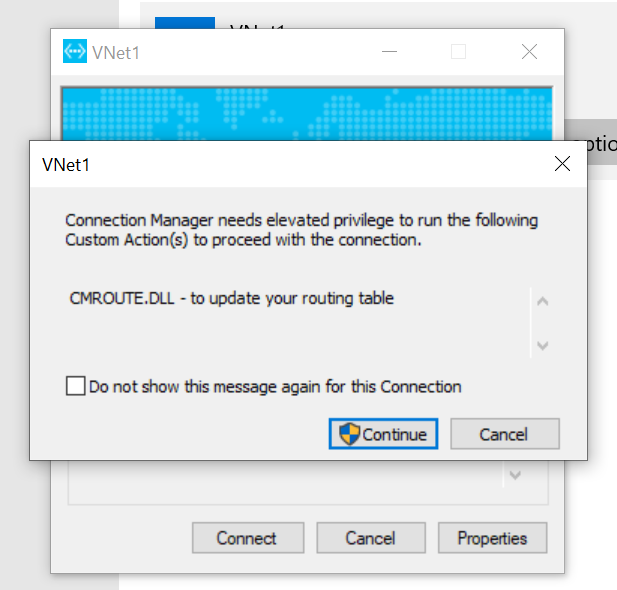 VNet1
VNet1
VNet1
Connection Manager needs elevated privilege to run the following
Custom Action(s) to proceed with the connection.
CMROUTE.DLL - to update your routing table
Do not show this message again for this Connection
Continue
Cancel
Connect
Cancel
Properties